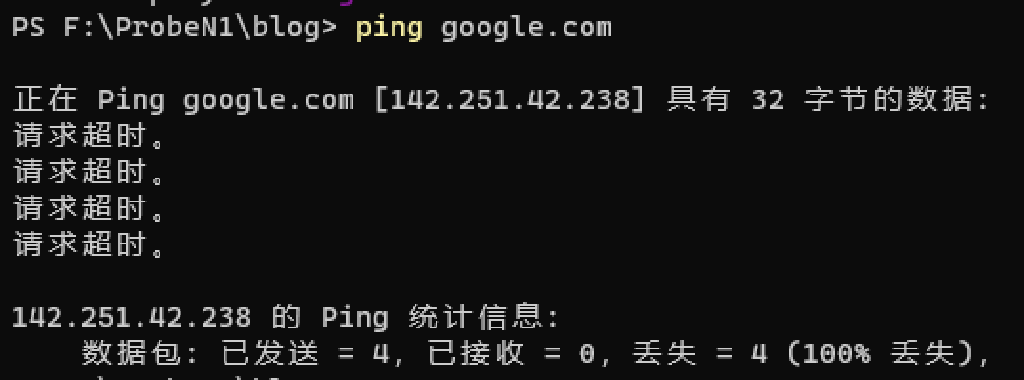 PS F:\ProbeN1\blog> ping google.com
正在 Ping google.com [142.251.42.238] 具有 32 字节的数据:
请求超时。
请求超时。
请求超时。
请求超时。
142.251.42.238 的 Ping 统计信息:
数据包: 已发送 = 4, 已接收 = 0, 丢失 = 4 (100% 丢失),